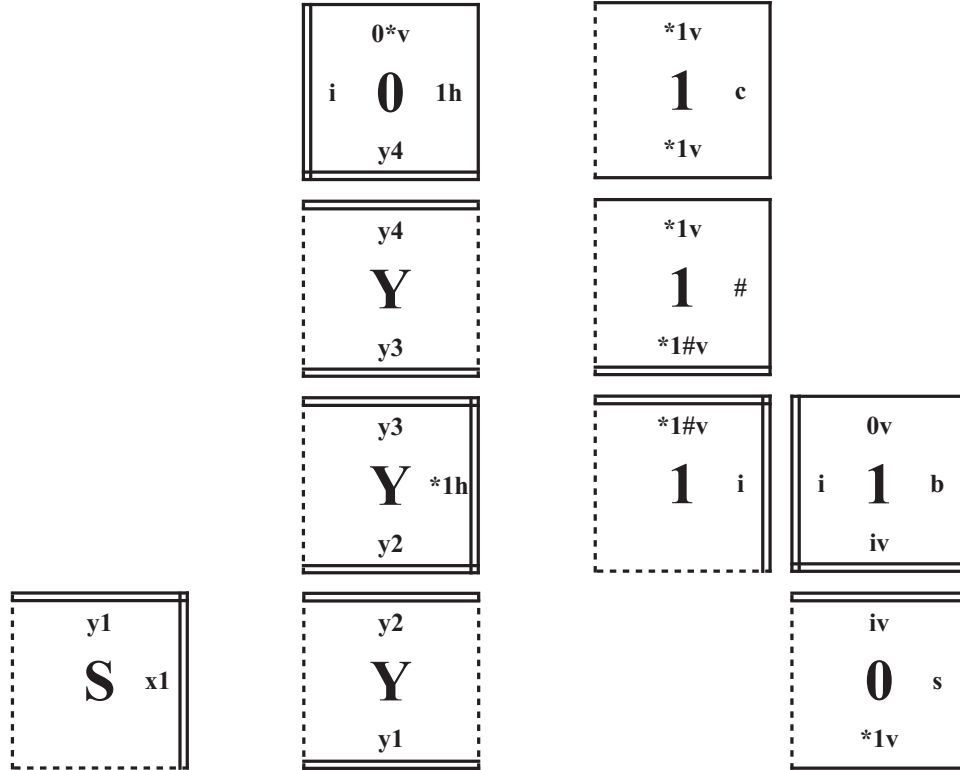 0*v *1v
i 0 1h 1 c
y4 *1v
y4 *1v
Y 1 #
y3 *1#v
y3 *1#v 0v
Y *1h 1 i i 1 b
y2 iv
y1 y2 iv
S x1 Y 0 s
y1 *1v